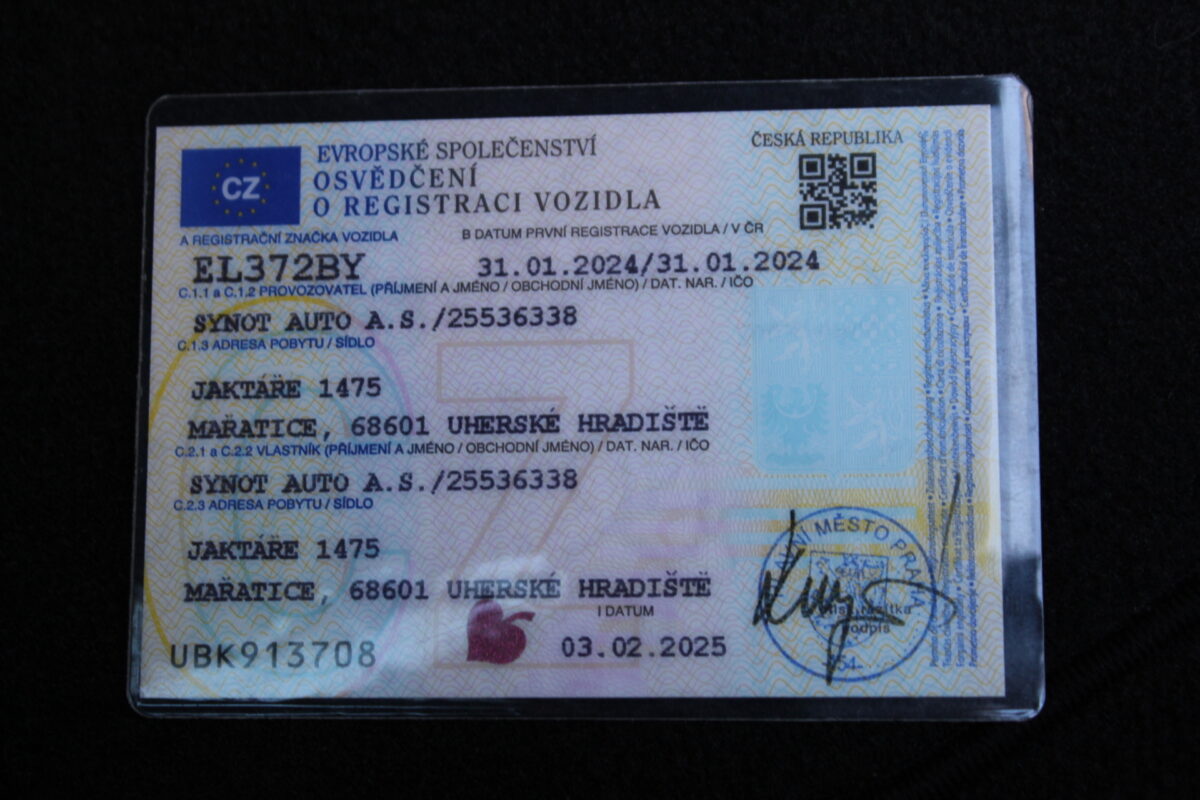 EVROPSKÉ SPOLEČENSTVÍ
ČESKÁ REPUBLIKA
CZ
OSVĚDČENÍ
O REGISTRACI VOZIDLA
A REGISTRAČNÍ ZNAČKA VOZIDLA
B DATUM PRVNÍ REGISTRACE VOZIDLA / V ČR
EL372BY
31.01.2024/31.01.2024
C.1.1 a C.1.2 PROVOZOVATEL (PŘÍJMENÍ A JMÉNO / OBCHODNÍ JMÉNO) / DAT. NAR. / IČO
SYNOT AUTO A.S./25536338
C.1.3 ADRESA POBYTU / SÍDLO
JAKTÁŘE 1475
MAŘATICE, 68601 UHERSKÉ HRADIŠTĚ
C.2.1 a C.2.2 VLASTNÍK (PŘÍJMENÍ A JMÉNO / OBCHODNÍ JMÉNO) / DAT. NAR. / IČO
SYNOT AUTO A.S./25536338
C.2.3 ADRESA POBYTU / SÍDLO
JAKTÁŘE 1475
MAŘATICE, 68601 UHERSKÉ HRADIŠTĚ
I DATUM
03.02.2025
UBK913708
MĚSTO PRAHA
podpis
-54-